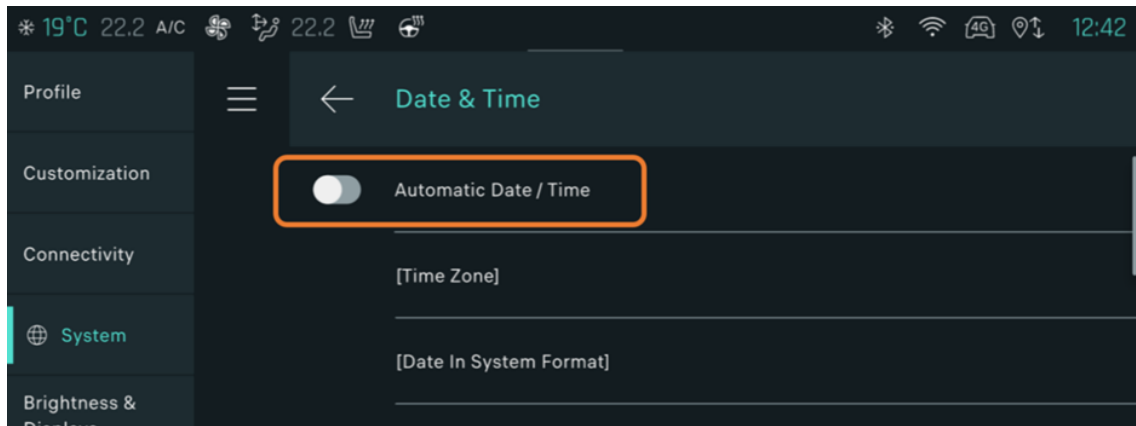 19°C 22.2 A/C 22.2 4G 12:42
Profile
Date & Time
Customization
Automatic Date / Time
Connectivity
[Time Zone]
System
[Date In System Format]
Brightness &